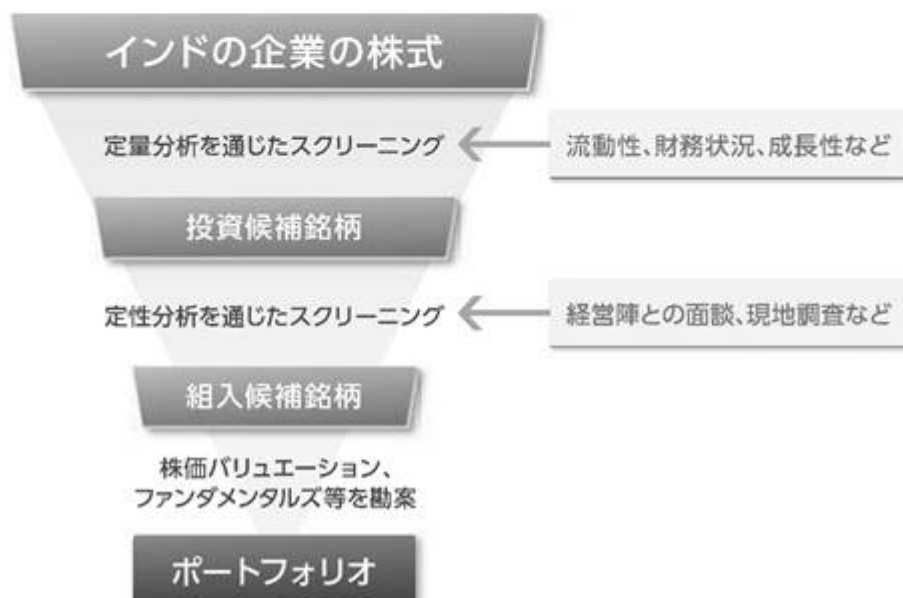 インドの企業の株式
定量分析を通じたスクリーニング
流動性、財務状況、成長性など
投資候補銘柄
定性分析を通じたスクリーニング
経営陣との面談、現地調査など
組入候補銘柄
株価バリュエーション、
ファンダメンタルズ等を勘案
ポートフォリオ